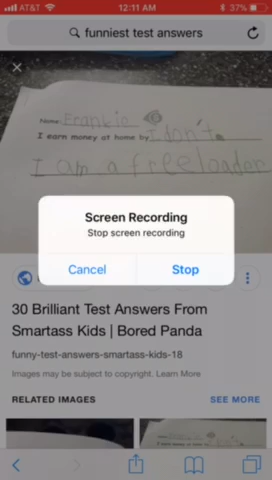 AT&T
12:11 AM
37%
funniest test answers
Name: Frankie
I earn money at home by I don't.
I am a freeloader
Screen Recording
Stop screen recording
Cancel
Stop
30 Brilliant Test Answers From
Smartass Kids | Bored Panda
funny-test-answers-smartass-kids-18
Images may be subject to copyright. Learn More
RELATED IMAGES
SEE MORE